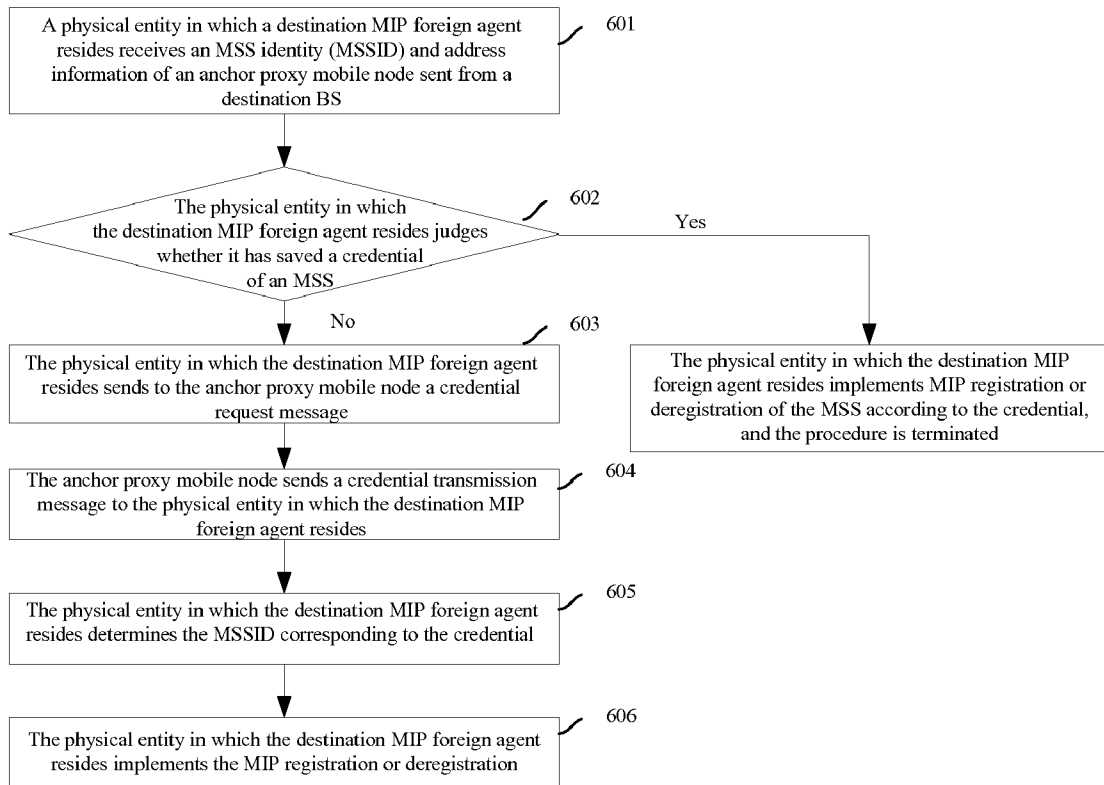 A physical entity in which a destination MIP foreign agent
resides receives an MSS identity (MSSID) and address
information of an anchor proxy mobile node sent from a
destination BS
601
The physical entity in which
the destination MIP foreign agent resides judges
whether it has saved a credential
of an MSS
602
Yes
No
603
The physical entity in which the destination MIP foreign agent
resides sends to the anchor proxy mobile node a credential
request message
The physical entity in which the destination MIP
foreign agent resides implements MIP registration or
deregistration of the MSS according to the credential,
and the procedure is terminated
The anchor proxy mobile node sends a credential transmission
message to the physical entity in which the destination MIP
foreign agent resides
604
The physical entity in which the destination MIP foreign agent
resides determines the MSSID corresponding to the credential
605
The physical entity in which the destination MIP foreign agent
resides implements the MIP registration or deregistration
606